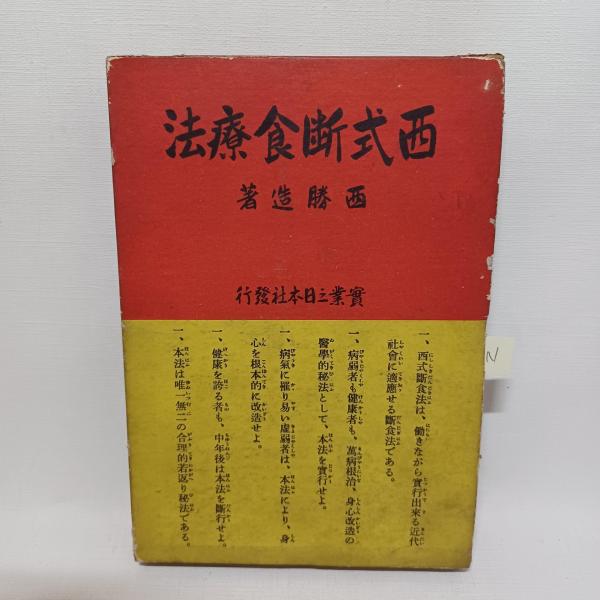 西式断食療法
西勝造著
實業之日本社發行
一、西式斷食法は、働きながら實行出來る近代
社會に適應せる斷食法である。
一、病弱者も健康者も、萬病根治、身心改造の
醫學的秘法として、本法を實行せよ。
一、病氣に罹り易い虚弱者は、本法により、身
心を根本的に改造せよ。
一、健康を誇る者も、中年後は本法を斷行せよ。
一、本法は唯一無二の合理的若返り秘法である。
N